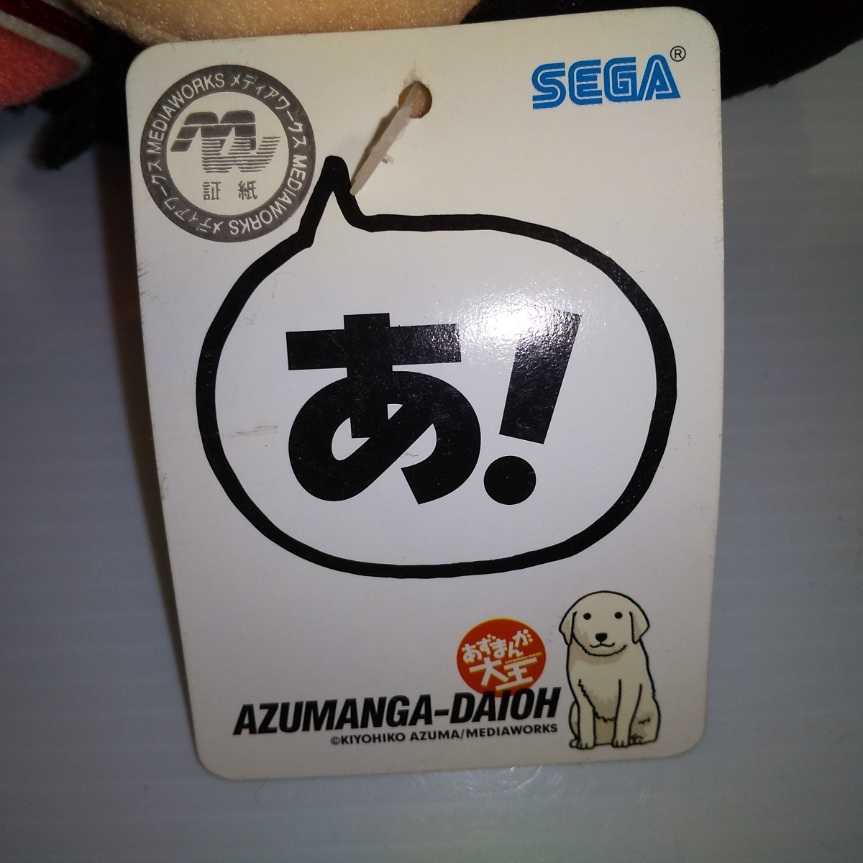 MEDIAWORKS メディアワークス MEDIAWORKS メディアワークス
MW
証紙
SEGA®
あ!
あずまんが
大王
AZUMANGA-DAIOH
©KIYOHIKO AZUMA/MEDIAWORKS